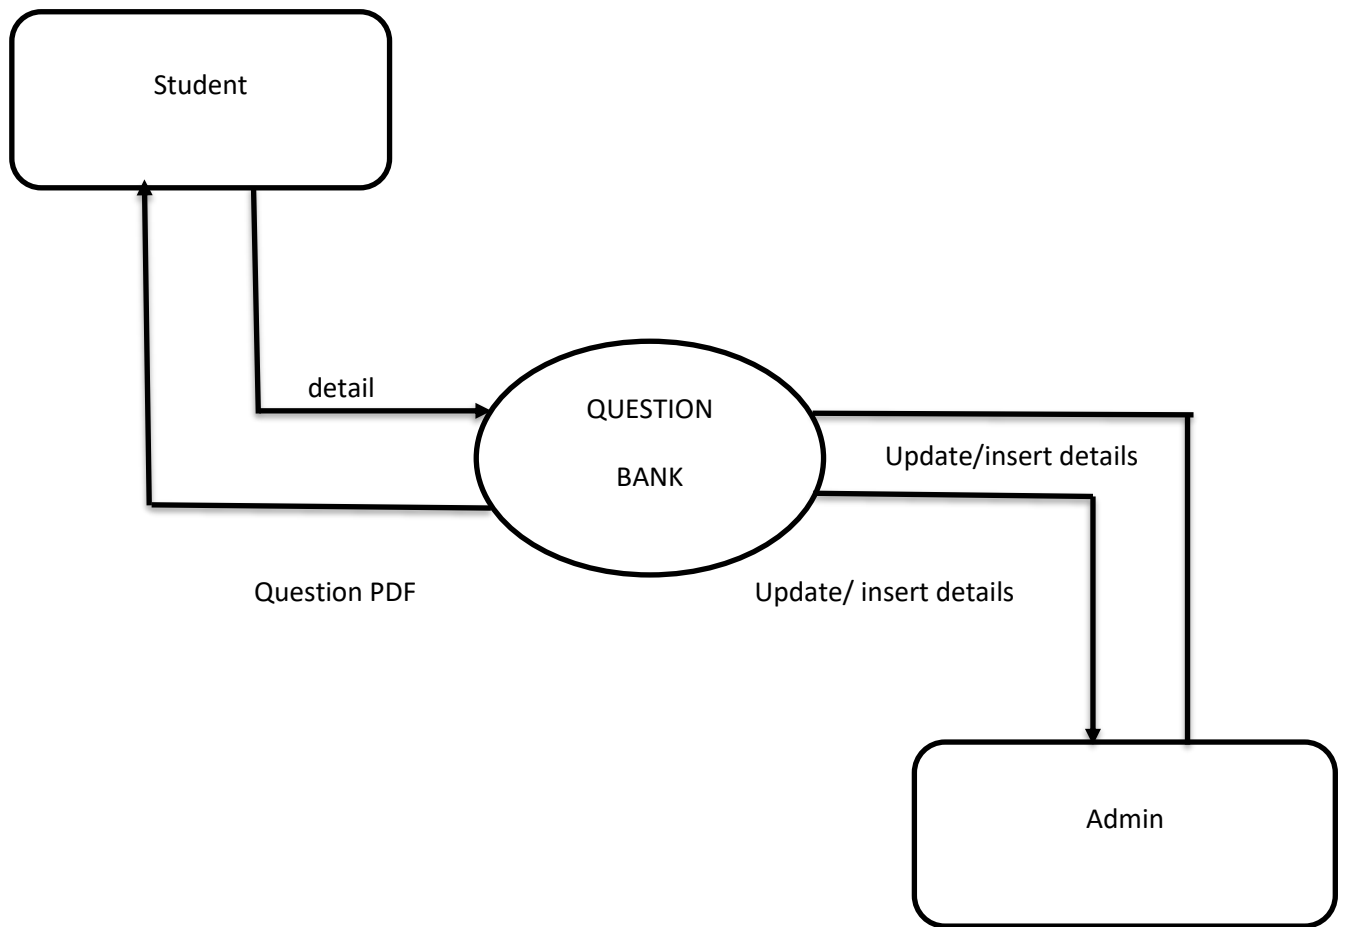 Student
detail
QUESTION
BANK
Update/insert details
Question PDF
Update/ insert details
Admin